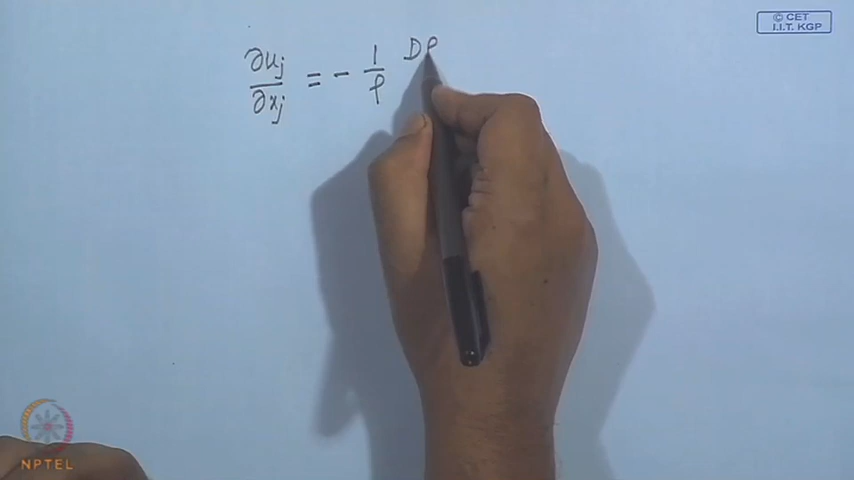 © CET
I.I.T. KGP
∂uj/∂xj = - 1/ρ Dρ
NPTEL